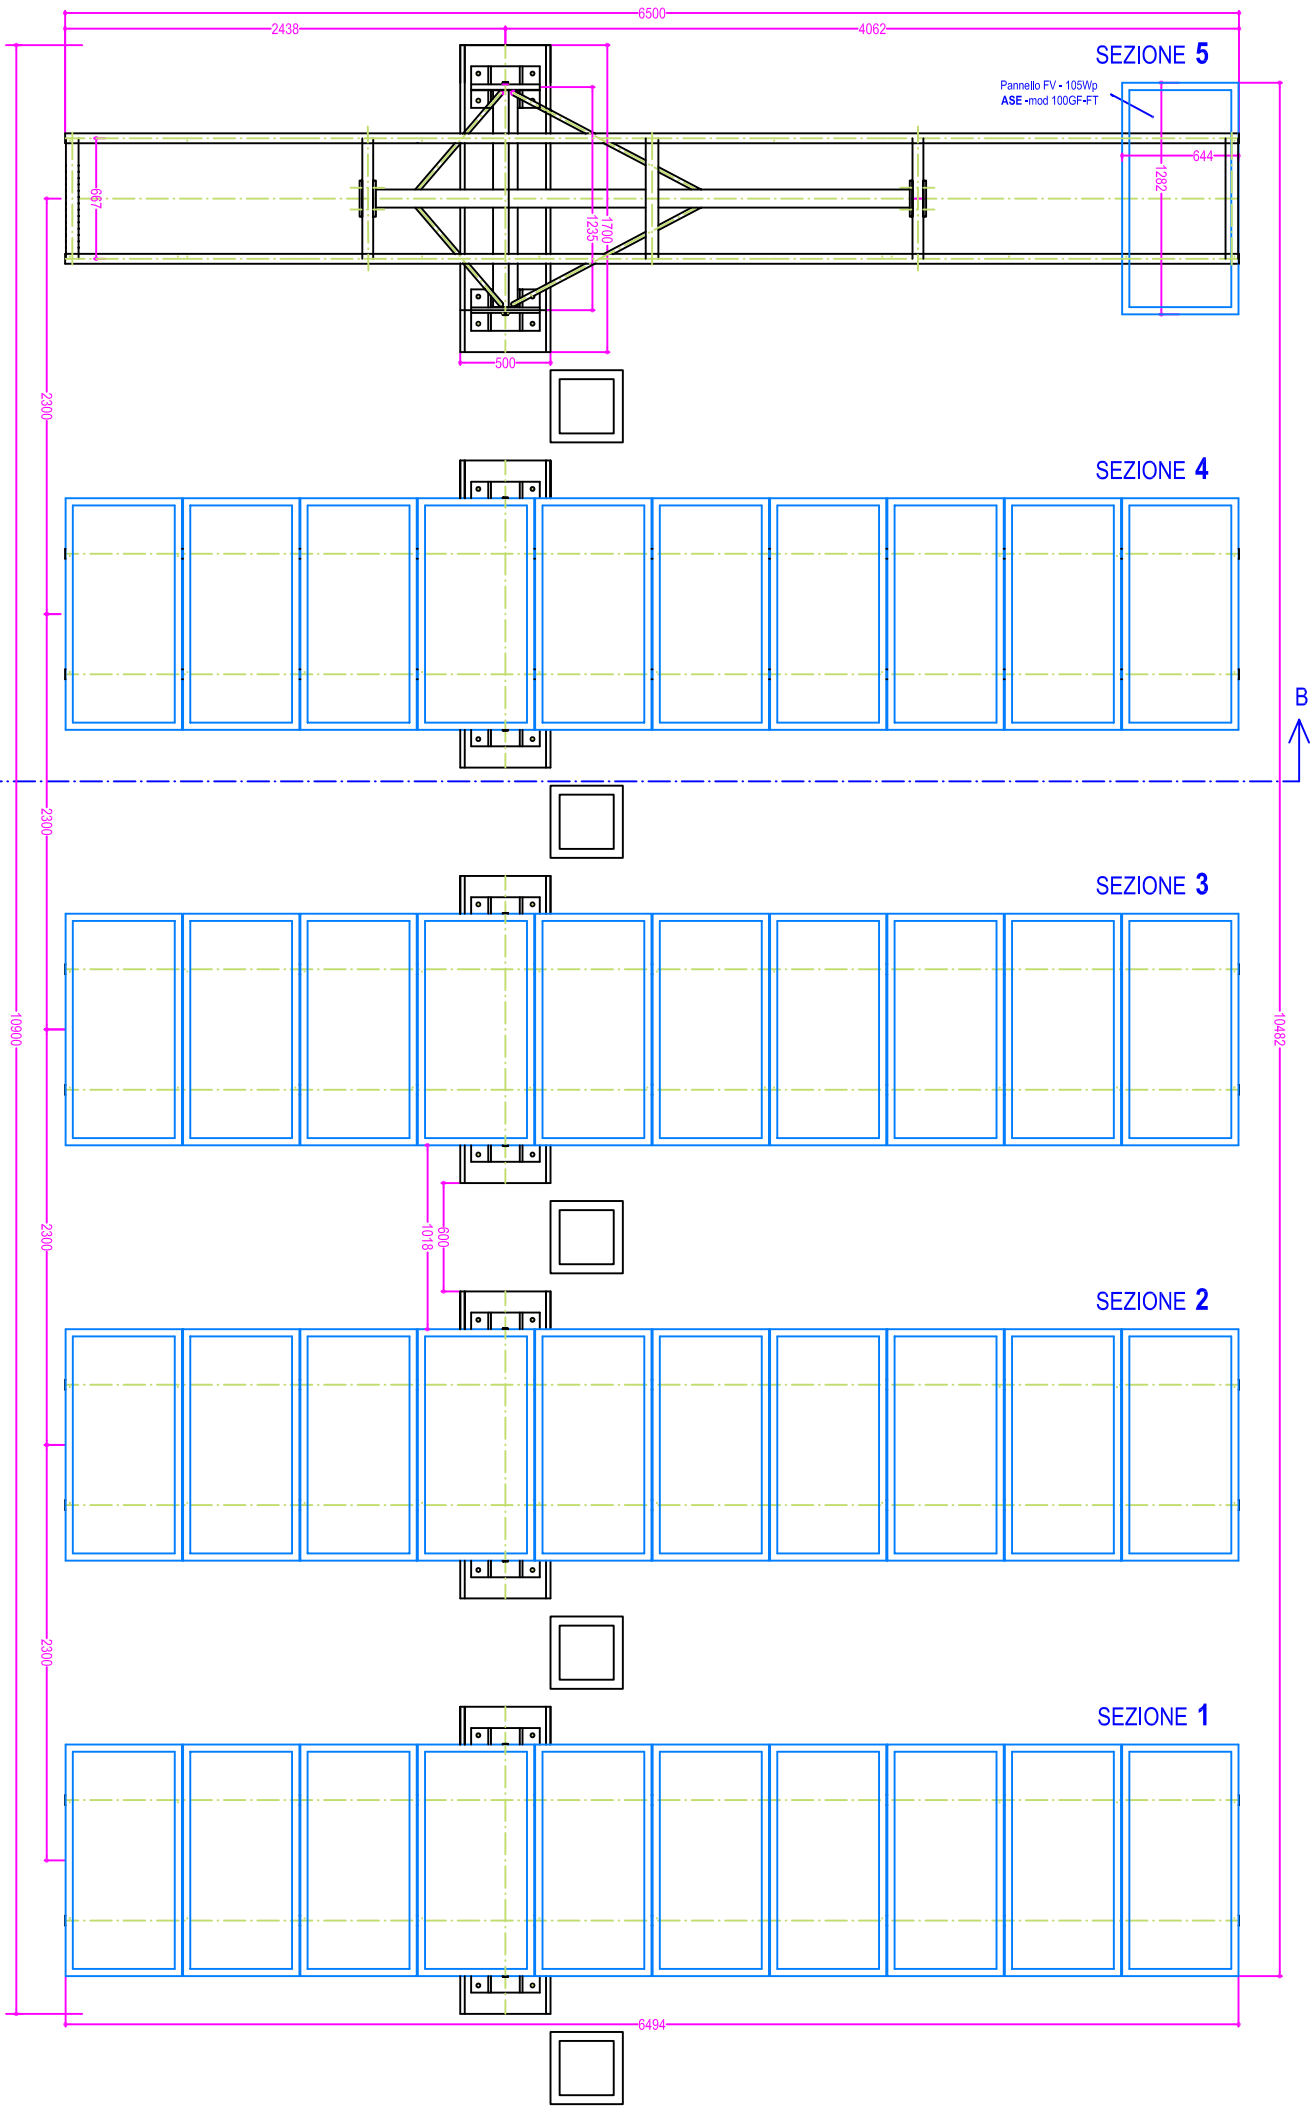 6500
2438
4062
SEZIONE 5
Pannello FV - 105Wp
ASE -mod 100GF-FT
644
1282
667
1700
1235
500
2300
SEZIONE 4
B
2300
SEZIONE 3
10900
10482
2300
1018
600
SEZIONE 2
2300
SEZIONE 1
6494